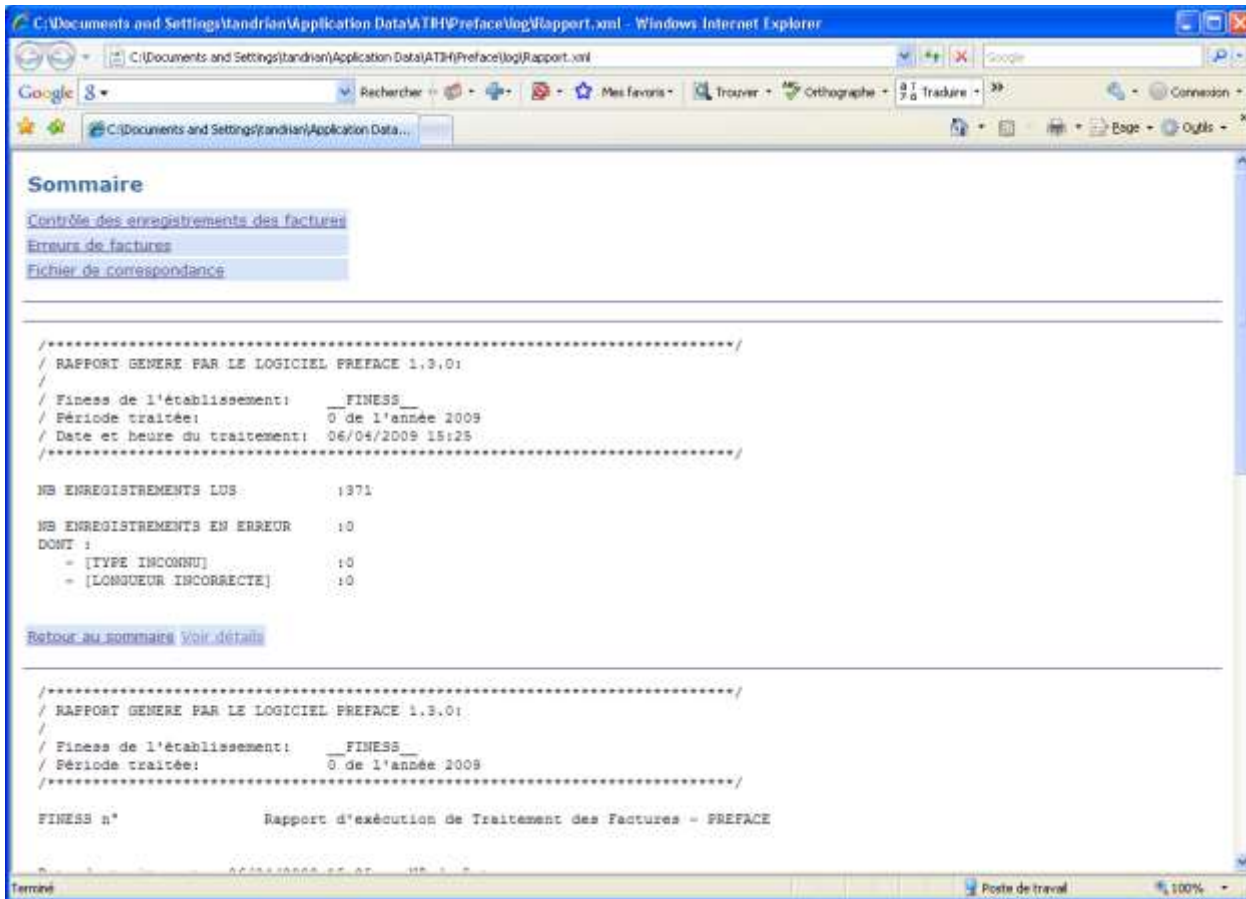 C:\Documents and Settings\tandrian\Application Data\ATIH\Preface\log\Rapport.xml - Windows Internet Explorer
C:\Documents and Settings\tandrian\Application Data\ATIH\Preface\log\Rapport.xml
Google
Google
Rechercher
Mes favoris
Trouver
Orthographe
Traduire
Connexion
C:\Documents and Settings\tandrian\Application Data...
Page
Outils
Sommaire
Contrôle des enregistrements des factures
Erreurs de factures
Fichier de correspondance
/******************************************************************************/
/ RAPPORT GENERE PAR LE LOGICIEL PREFACE 1.3.0:
/
/ Finess de l'établissement: __FINESS__
/ Période traitée: 0 de l'année 2009
/ Date et heure du traitement: 06/04/2009 15:25
/******************************************************************************/
NB ENREGISTREMENTS LUS :371
NB ENREGISTREMENTS EN ERREUR :0
DONT :
- [TYPE INCONNU] :0
- [LONGUEUR INCORRECTE] :0
Retour au sommaire Voir détails
/******************************************************************************/
/ RAPPORT GENERE PAR LE LOGICIEL PREFACE 1.3.0:
/
/ Finess de l'établissement: __FINESS__
/ Période traitée: 0 de l'année 2009
/******************************************************************************/
FINESS n° Rapport d'exécution de Traitement des Factures - PREFACE
Terminé
Poste de travail
100%